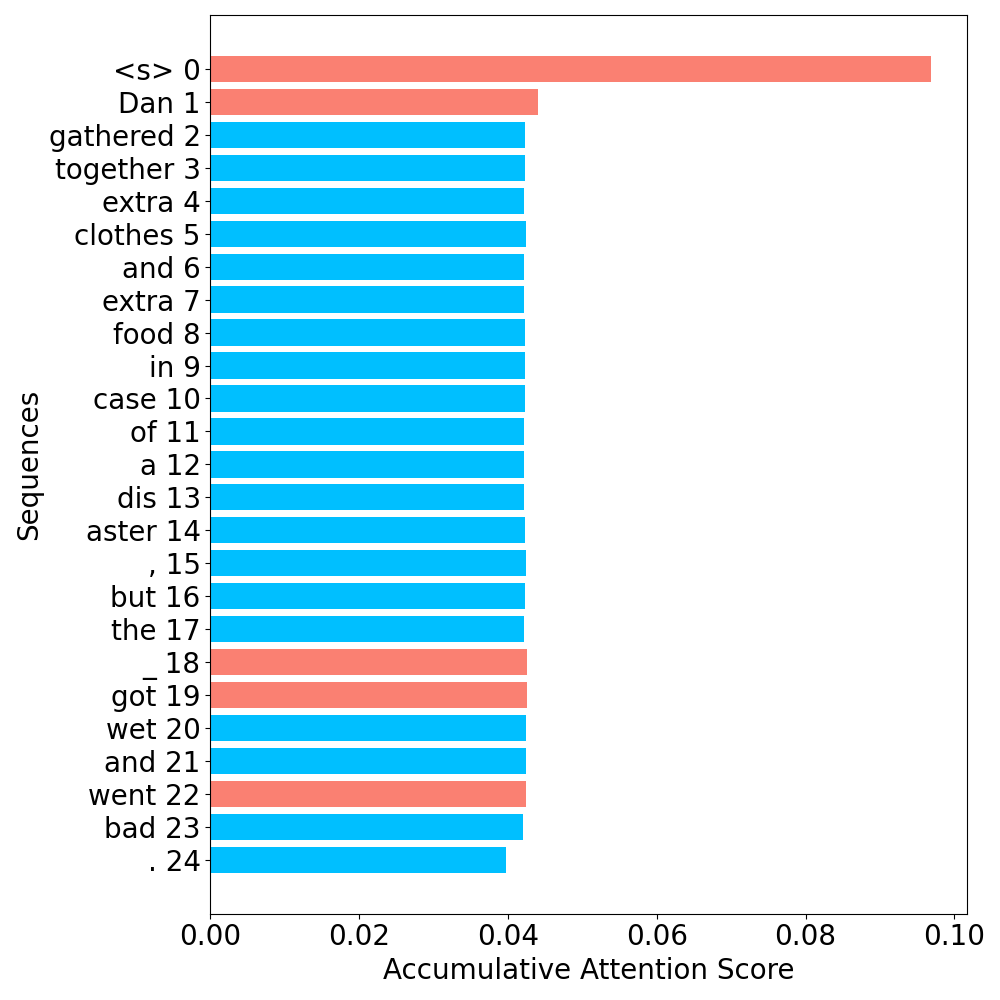 <s> 0
Dan 1
gathered 2
together 3
extra 4
clothes 5
and 6
extra 7
food 8
in 9
case 10
of 11
a 12
dis 13
aster 14
, 15
but 16
the 17
_ 18
got 19
wet 20
and 21
went 22
bad 23
. 24
Sequences
0.00 0.02 0.04 0.06 0.08 0.10
Accumulative Attention Score